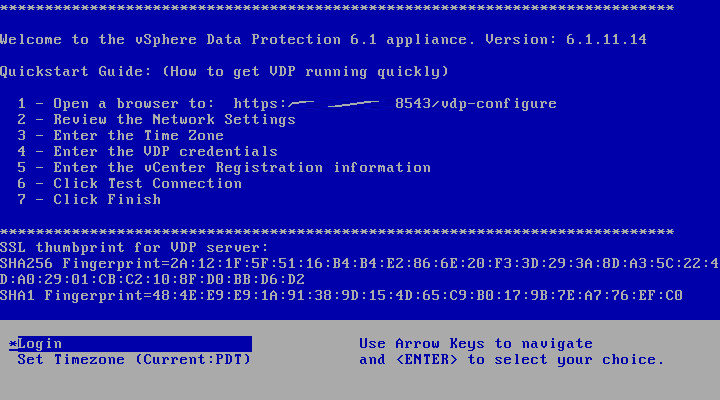 ***************************************************************************
Welcome to the vSphere Data Protection 6.1 appliance. Version: 6.1.11.14
Quickstart Guide: (How to get VDP running quickly)
1 - Open a browser to: https:/ 8543/vdp-configure
2 - Review the Network Settings
3 - Enter the Time Zone
4 - Enter the VDP credentials
5 - Enter the vCenter Registration information
6 - Click Test Connection
7 - Click Finish
***************************************************************************
SSL thumbprint for VDP server:
SHA256 Fingerprint=2A:12:1F:5F:51:16:B4:B4:E2:86:6E:20:F3:3D:29:3A:8D:A3:5C:22:4
D:A0:29:01:CB:C2:10:8F:D0:BB:D6:D2
SHA1 Fingerprint=48:4E:E9:E9:1A:91:38:9D:15:4D:65:C9:B0:17:9B:7E:A7:76:EF:C0
*Login Use Arrow Keys to navigate
Set Timezone (Current:PDT) and <ENTER> to select your choice.